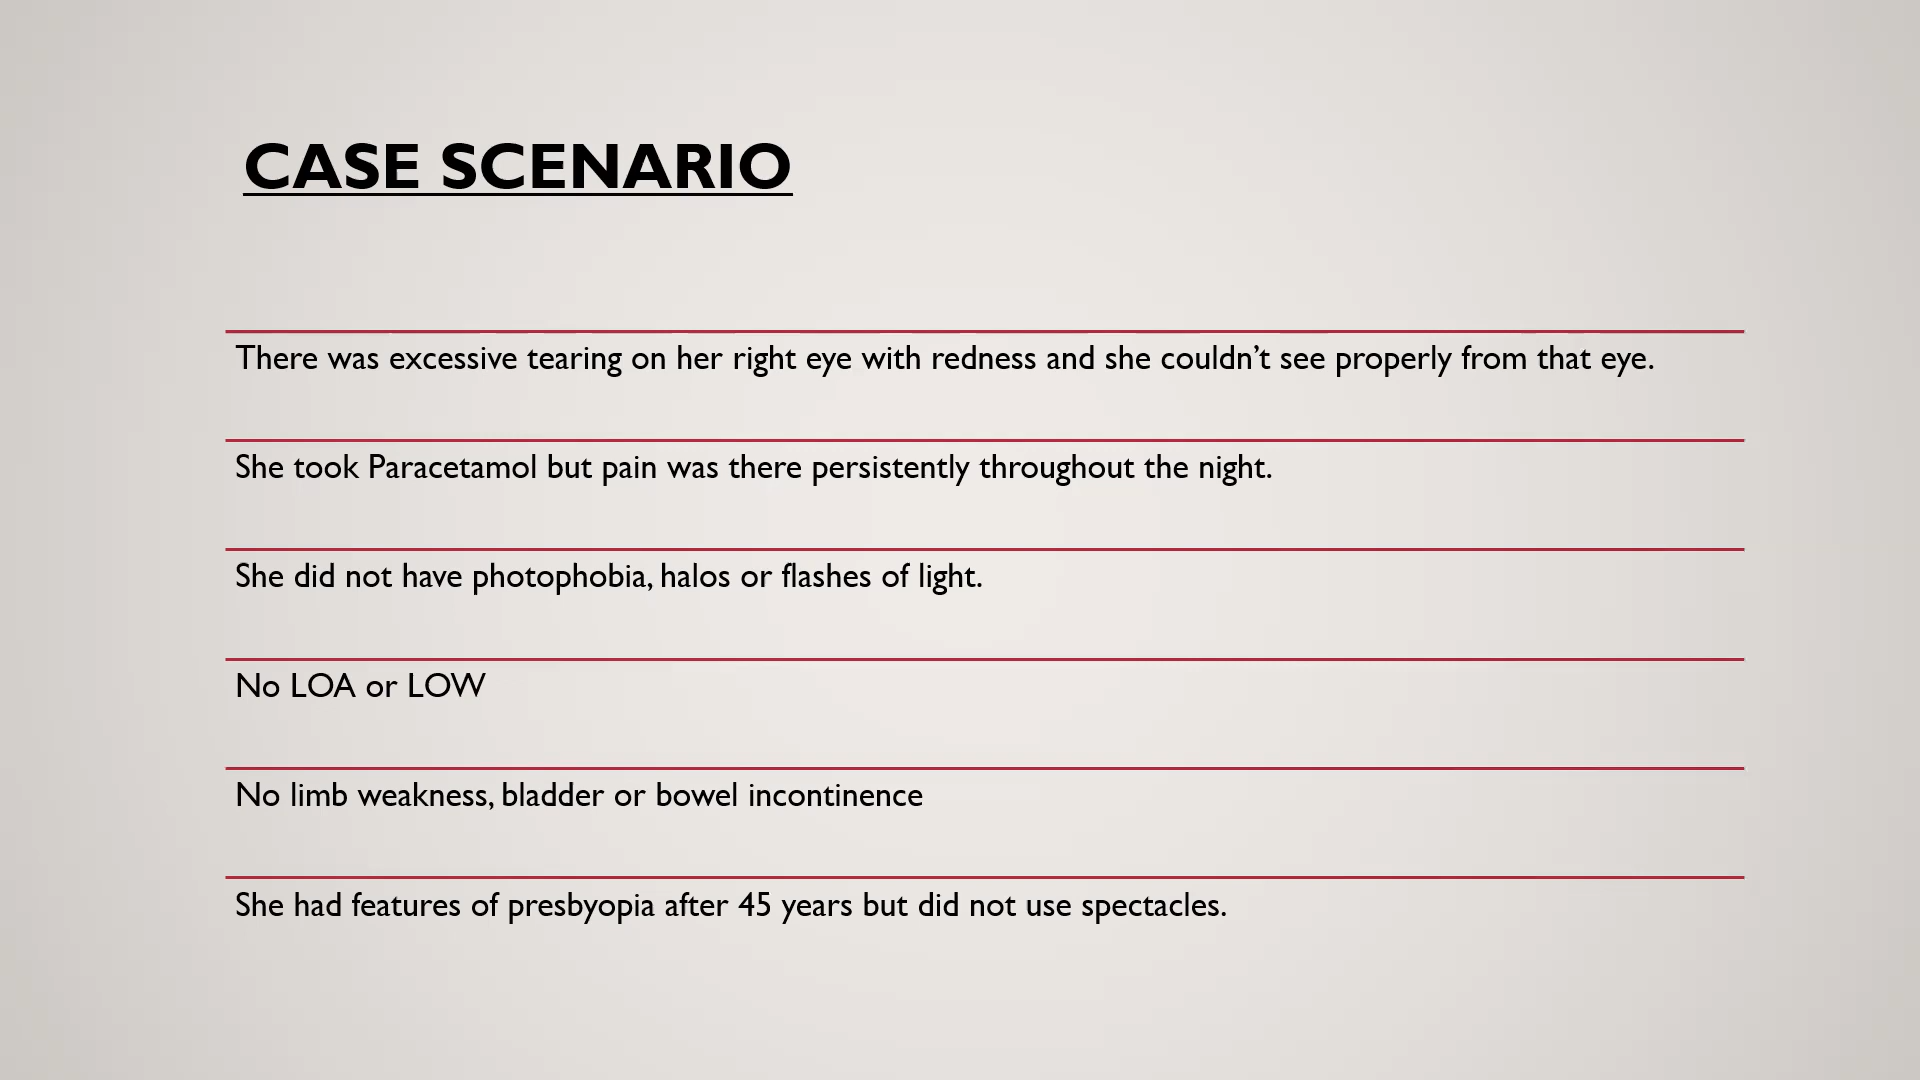 CASE SCENARIO
There was excessive tearing on her right eye with redness and she couldn’t see properly from that eye.
She took Paracetamol but pain was there persistently throughout the night.
She did not have photophobia, halos or flashes of light.
No LOA or LOW
No limb weakness, bladder or bowel incontinence
She had features of presbyopia after 45 years but did not use spectacles.